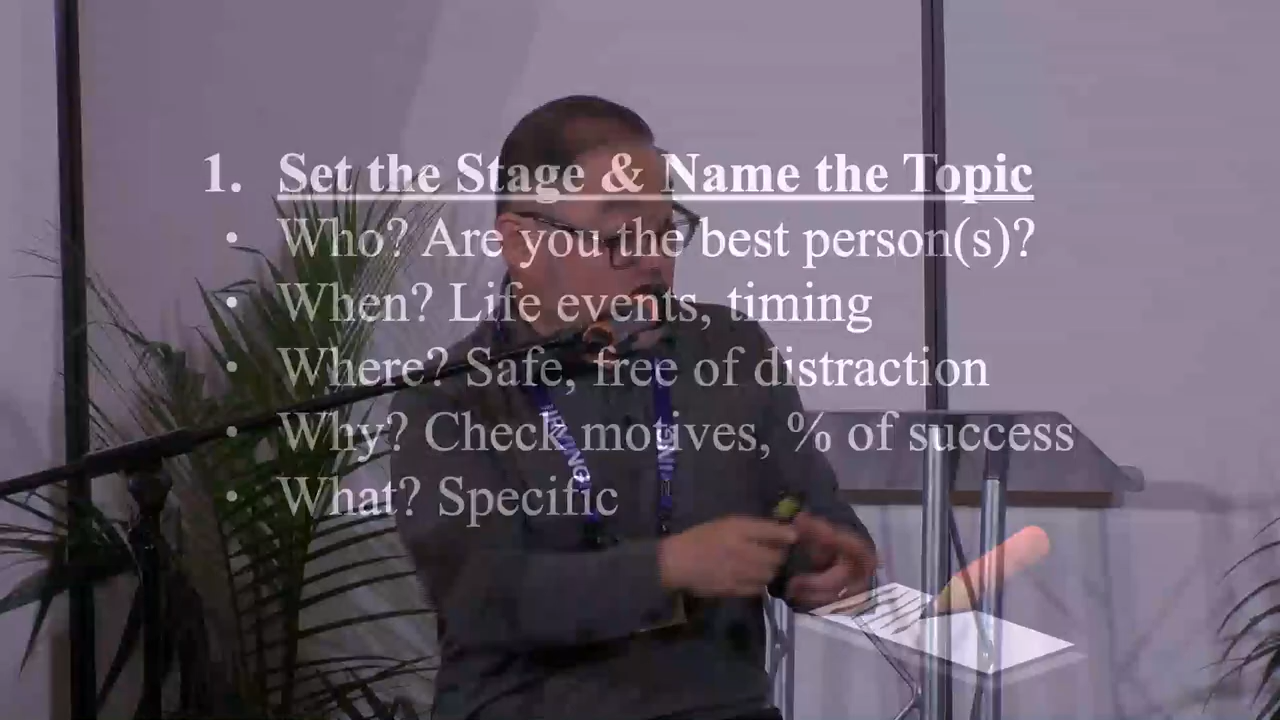 1. Set the Stage & Name the Topic
• Who? Are you the best person(s)?
• When? Life events, timing
• Where? Safe, free of distraction
• Why? Check motives, % of success
• What? Specific